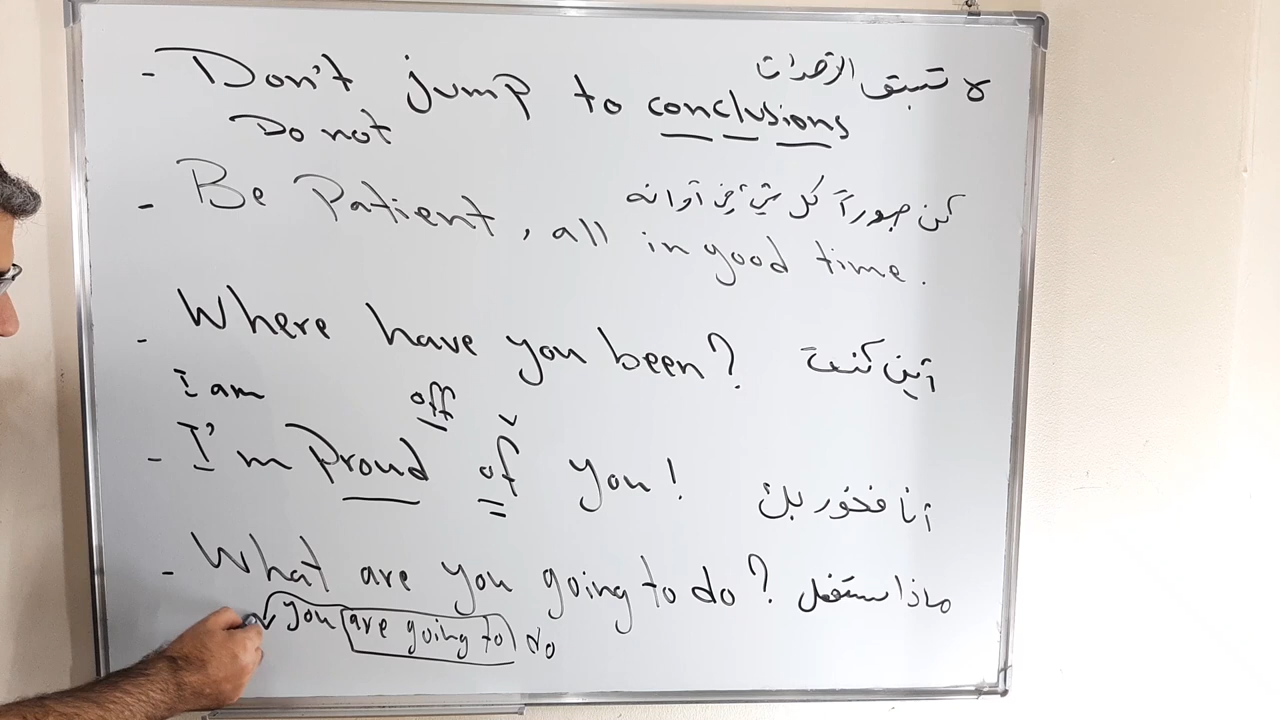 - Don't jump to conclusions لا تسبق الأحداث
Do not
- Be Patient, all in good time. كن صبوراً كل شيء في آوانه
- Where have you been? أين كنت
I am off v
- I'm Proud of you! أنا فخور بك
- What are you going to do? ماذا ستفعل
you are going to do